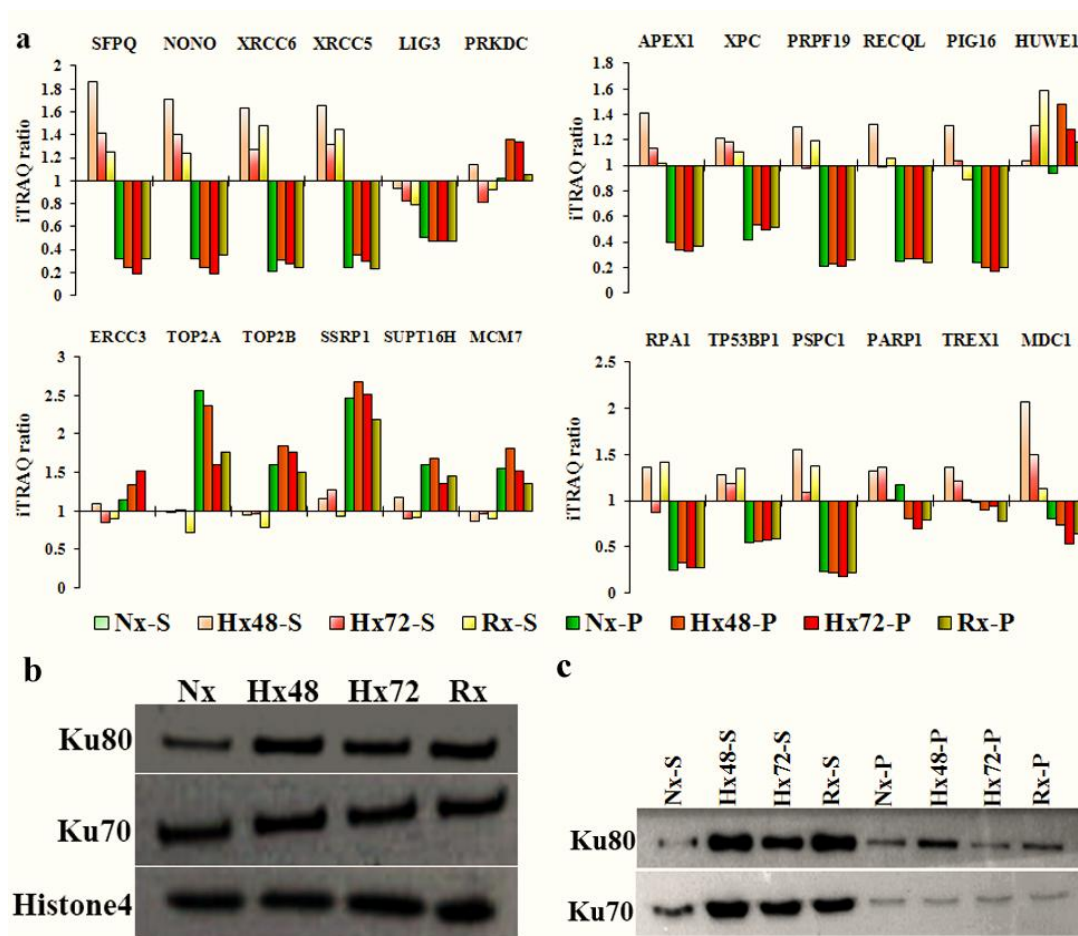 a
SFPQ NONO XRCC6 XRCC5 LIG3 PRKDC
iTRAQ ratio
2
1.8
1.6
1.4
1.2
1
0.8
0.6
0.4
0.2
0
APEX1 XPC PRPF19 RECQL PIG16 HUWE1
iTRAQ ratio
1.8
1.6
1.4
1.2
1.0
0.8
0.6
0.4
0.2
0
ERCC3 TOP2A TOP2B SSRP1 SUPT16H MCM7
iTRAQ ratio
3
2.5
2
1.5
1
0.5
0
RPA1 TP53BP1 PSPC1 PARP1 TREX1 MDC1
iTRAQ ratio
2.5
2
1.5
1
0.5
0
Nx-S Hx48-S Hx72-S Rx-S Nx-P Hx48-P Hx72-P Rx-P
b
Nx Hx48 Hx72 Rx
Ku80
Ku70
Histone4
c
Nx-S Hx48-S Hx72-S Rx-S Nx-P Hx48-P Hx72-P Rx-P
Ku80
Ku70